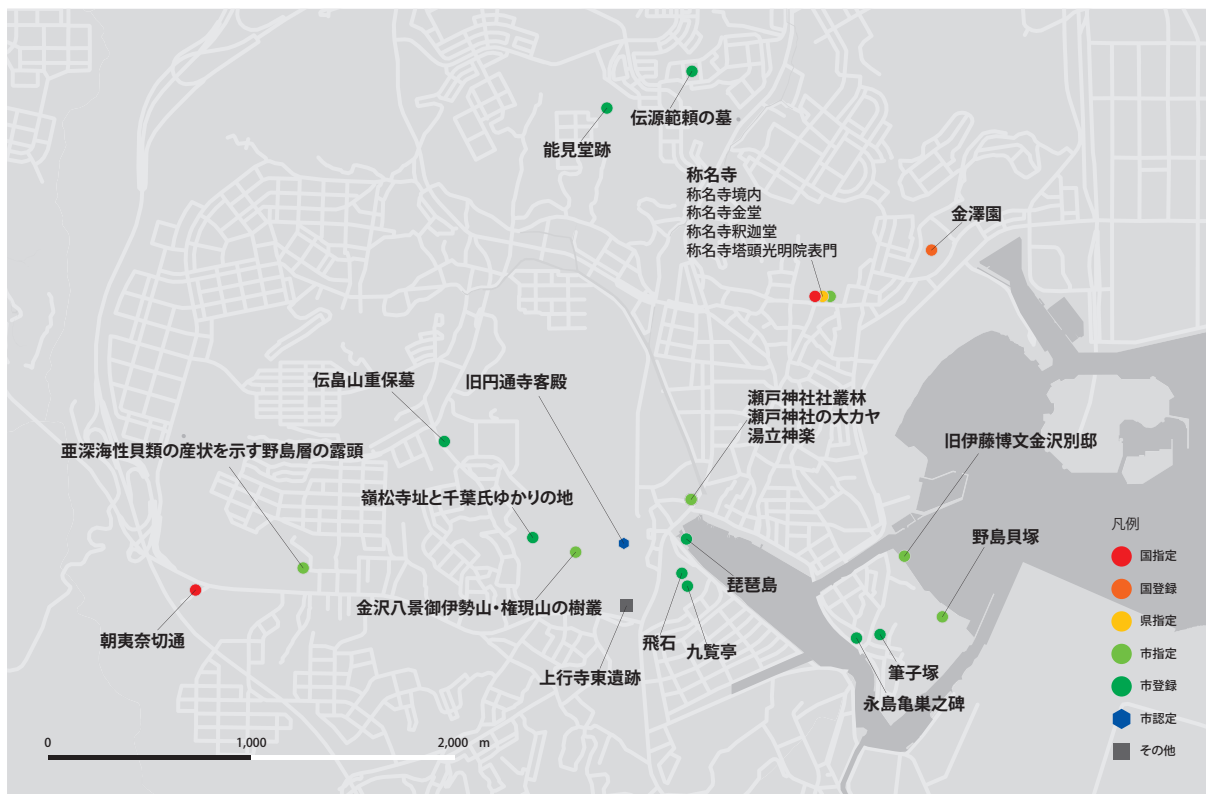 伝源範頼の墓
能見堂跡
称名寺
称名寺境内
称名寺金堂
称名寺釈迦堂
称名寺塔頭光明院表門
金澤園
伝畠山重保墓
旧円通寺客殿
瀬戸神社社叢林
瀬戸神社の大カヤ
湯立神楽
旧伊藤博文金沢別邸
亜深海性貝類の産状を示す野島層の露頭
嶺松寺址と千葉氏ゆかりの地
野島貝塚
琵琶島
金沢八景御伊勢山・権現山の樹叢
朝夷奈切通
飛石
九覧亭
上行寺東遺跡
筆子塚
永島亀巣之碑
凡例
国指定
国登録
県指定
市指定
市登録
市認定
その他
0 1,000 2,000 m